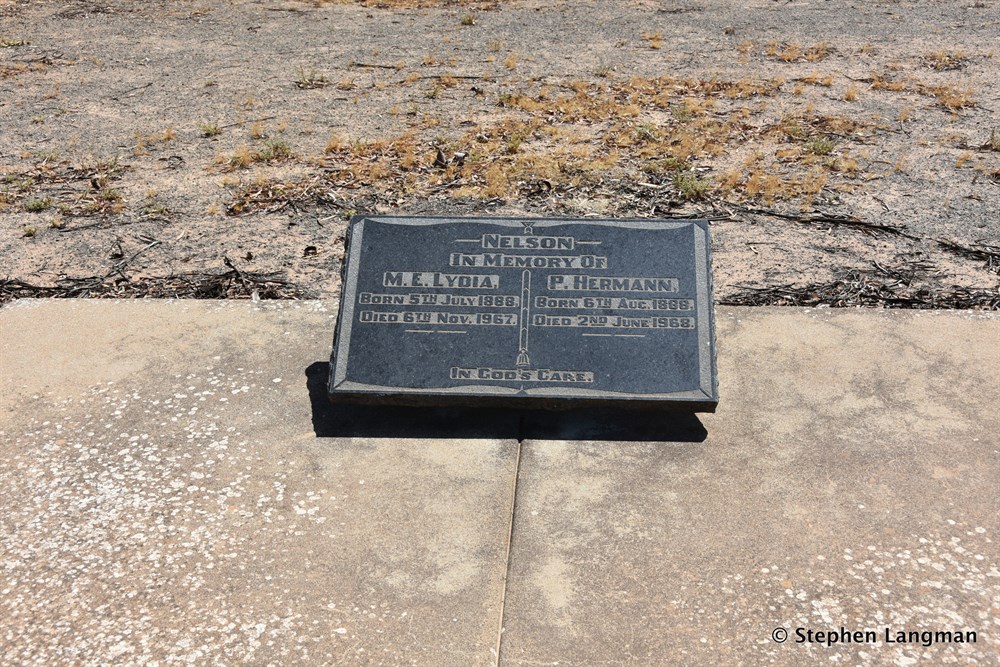 Nelson
In Memory Of
M. E. Lydia,
Born 5th July 1888.
Died 6th Nov. 1967.
P. Hermann,
Born 6th Aug. 1886.
Died 2nd June 1968.
In God's Care.
© Stephen Langman